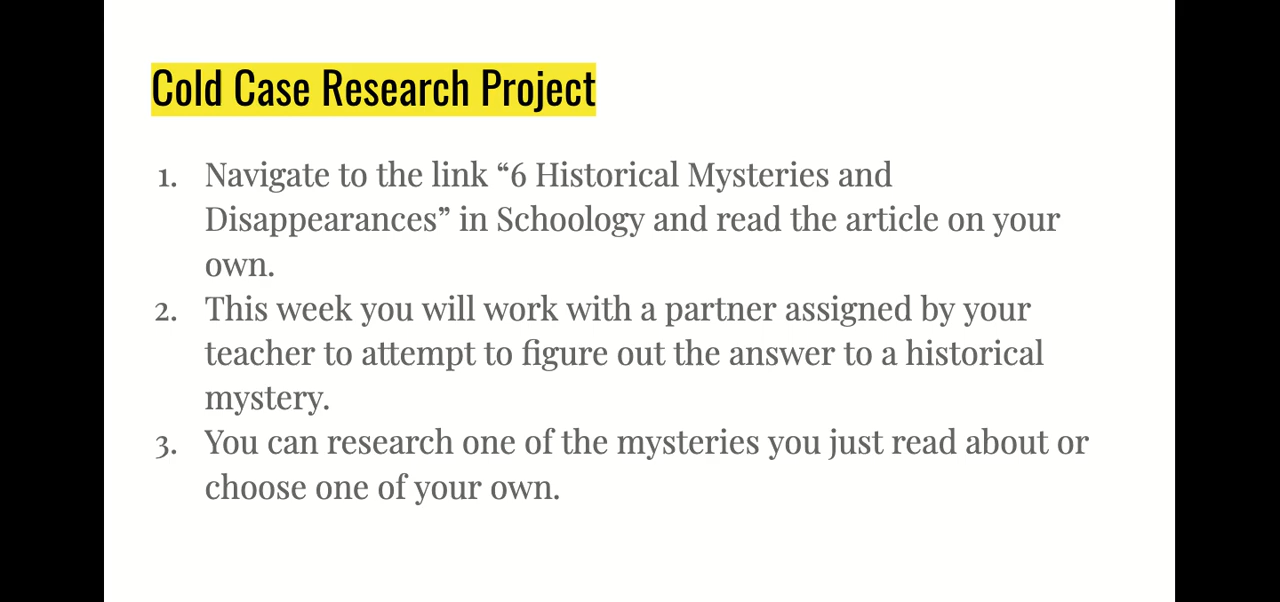 Cold Case Research Project
1. Navigate to the link “6 Historical Mysteries and
Disappearances” in Schoology and read the article on your
own.
2. This week you will work with a partner assigned by your
teacher to attempt to figure out the answer to a historical
mystery.
3. You can research one of the mysteries you just read about or
choose one of your own.